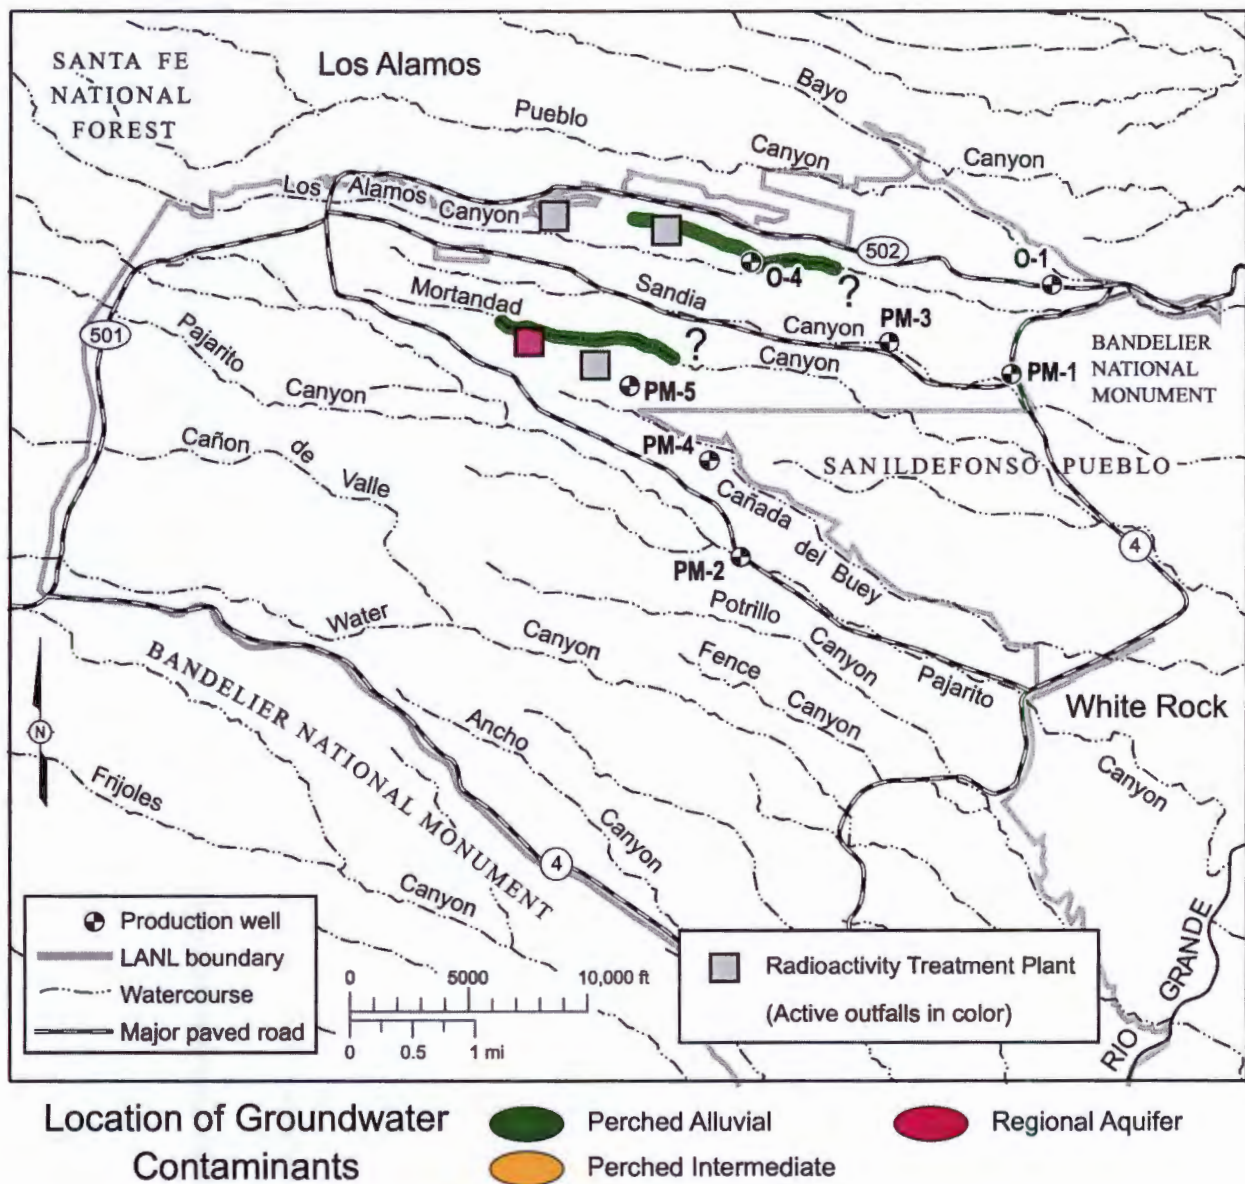 SANTA FE
NATIONAL
FOREST
Los Alamos
Pueblo
Canyon
Bayo
Canyon
Los Alamos
Canyon
502
O-1
O-4
?
Mortandad
Sandia
Canyon
PM-3
?
Canyon
501
Pajarito
Canyon
PM-5
PM-1
BANDELIER
NATIONAL
MONUMENT
Cañon de Valle
PM-4
SANILDEFONSO PUEBLO
Cañada del Buey
4
PM-2
Water
Canyon
Potrillo
Canyon
Fence
Canyon
Pajarito
White Rock
Canyon
N
BANDELIER NATIONAL MONUMENT
Ancho
Canyon
Frijoles
Canyon
4
RIO GRANDE
Production well
LANL boundary
Watercourse
Major paved road
0 5000 10,000 ft
0 0.5 1 mi
Radioactivity Treatment Plant
(Active outfalls in color)
Location of Groundwater
Contaminants
Perched Alluvial
Regional Aquifer
Perched Intermediate